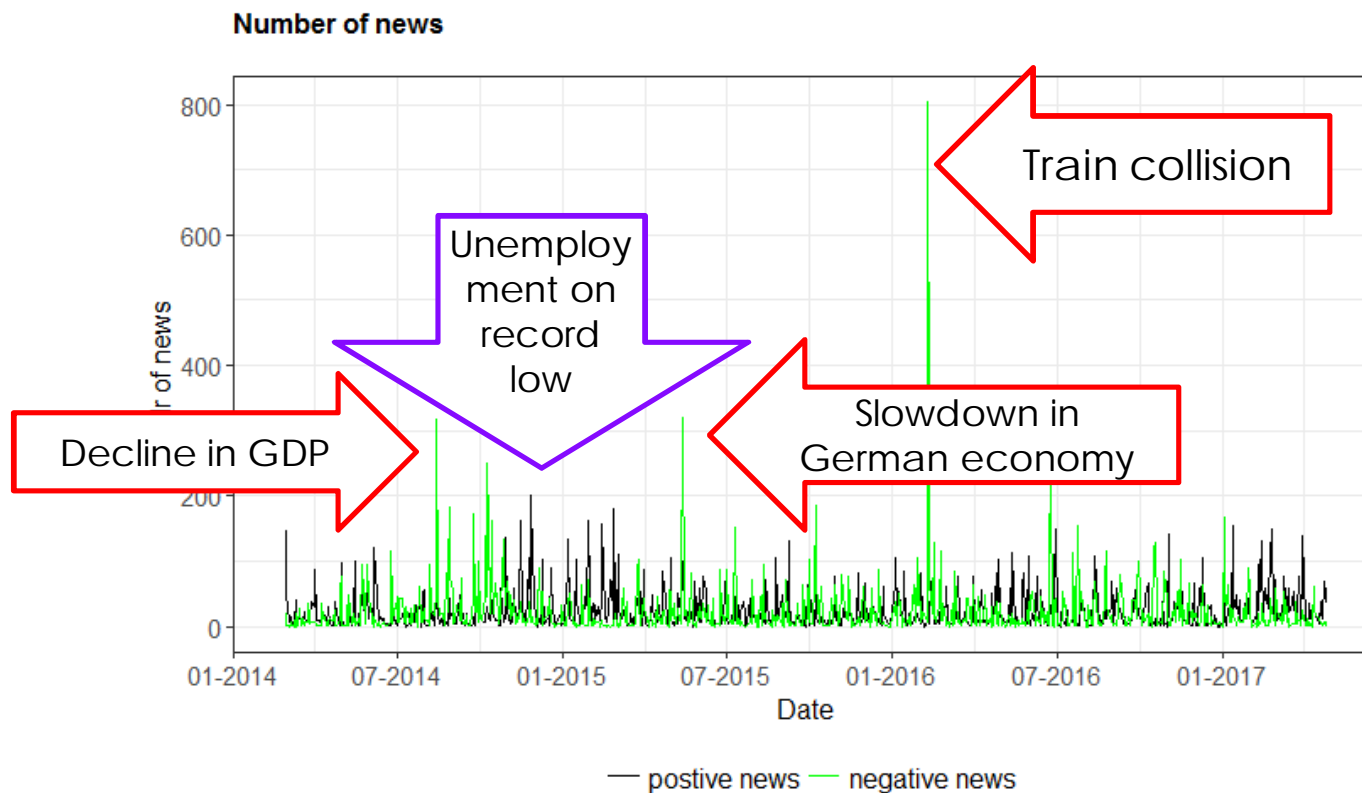 Number of news
800
600
400
200
0
r of news
Train collision
Unemploy
ment on
record
low
Decline in GDP
Slowdown in
German economy
01-2014
07-2014
01-2015
07-2015
01-2016
07-2016
01-2017
Date
postive news
negative news